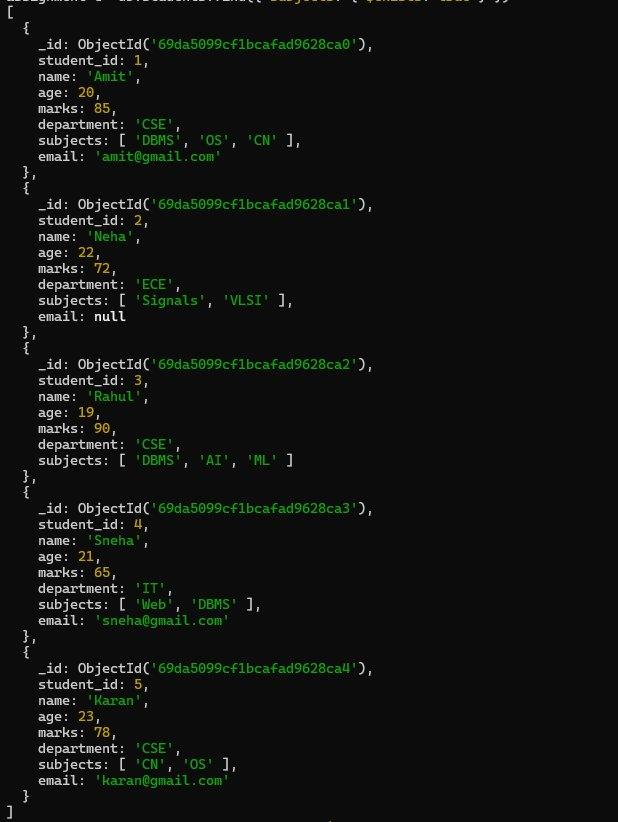 [
  {
    _id: ObjectId('69da5099cf1bcafad9628ca0'),
    student_id: 1,
    name: 'Amit',
    age: 20,
    marks: 85,
    department: 'CSE',
    subjects: [ 'DBMS', 'OS', 'CN' ],
    email: 'amit@gmail.com'
  },
  {
    _id: ObjectId('69da5099cf1bcafad9628ca1'),
    student_id: 2,
    name: 'Neha',
    age: 22,
    marks: 72,
    department: 'ECE',
    subjects: [ 'Signals', 'VLSI' ],
    email: null
  },
  {
    _id: ObjectId('69da5099cf1bcafad9628ca2'),
    student_id: 3,
    name: 'Rahul',
    age: 19,
    marks: 90,
    department: 'CSE',
    subjects: [ 'DBMS', 'AI', 'ML' ]
  },
  {
    _id: ObjectId('69da5099cf1bcafad9628ca3'),
    student_id: 4,
    name: 'Sneha',
    age: 21,
    marks: 65,
    department: 'IT',
    subjects: [ 'Web', 'DBMS' ],
    email: 'sneha@gmail.com'
  },
  {
    _id: ObjectId('69da5099cf1bcafad9628ca4'),
    student_id: 5,
    name: 'Karan',
    age: 23,
    marks: 78,
    department: 'CSE',
    subjects: [ 'CN', 'OS' ],
    email: 'karan@gmail.com'
  }
]